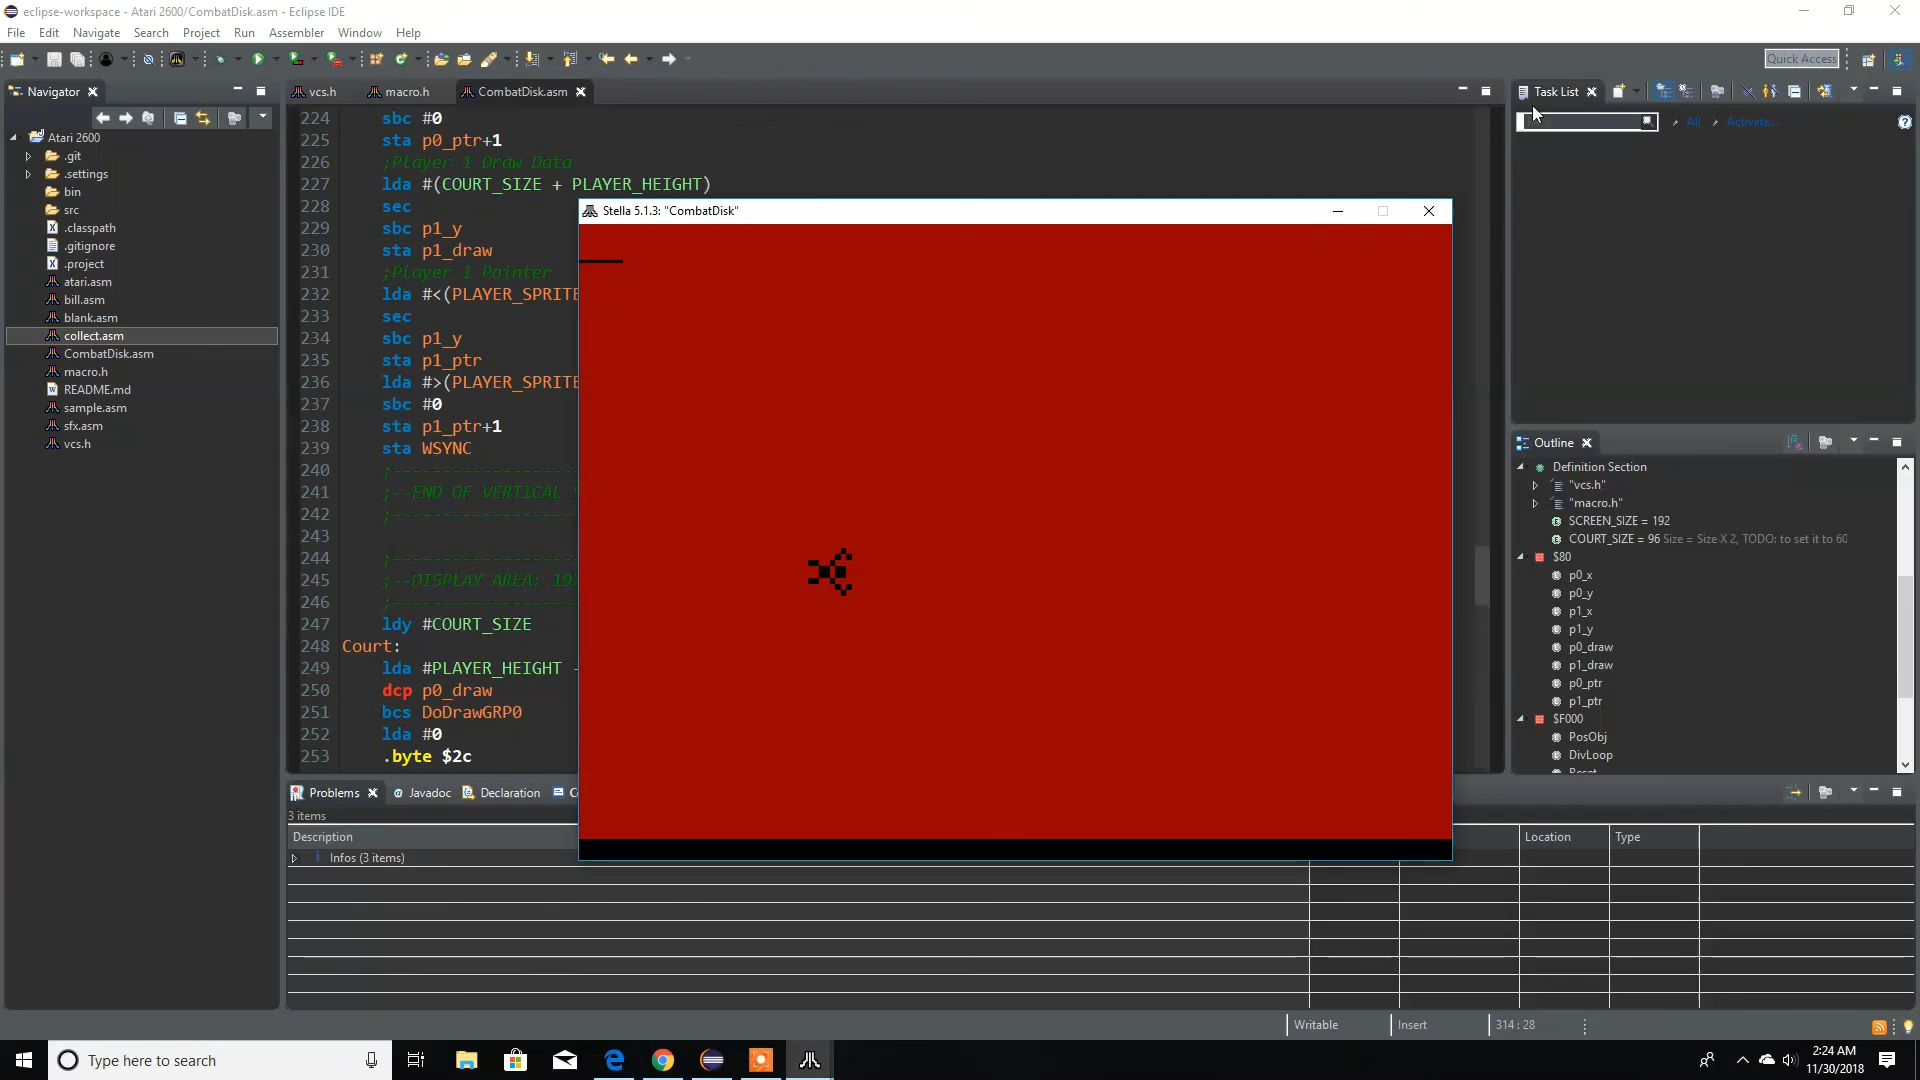 eclipse-workspace - Atari 2600/CombatDisk.asm - Eclipse IDE
File Edit Navigate Search Project Run Assembler Window Help
Quick Access
Navigator
vcs.h macro.h CombatDisk.asm
Task List
All Activate...
Atari 2600
.git
.settings
bin
src
.classpath
.gitignore
.project
atari.asm
bill.asm
blank.asm
collect.asm
CombatDisk.asm
macro.h
README.md
sample.asm
sfx.asm
vcs.h
224 sbc #0
225 sta p0_ptr+1
226 ;Player 1 Draw Data
227 lda #(COURT_SIZE + PLAYER_HEIGHT)
228 sec
229 sbc p1_y
230 sta p1_draw
231 ;Player 1 Pointer
232 lda #<(PLAYER_SPRITE
233 sec
234 sbc p1_y
235 sta p1_ptr
236 lda #>(PLAYER_SPRITE
237 sbc #0
238 sta p1_ptr+1
239 sta WSYNC
240 ;-------------------
241 ;--END OF VERTICAL
242 ;-------------------
243
244 ;-------------------
245 ;--DISPLAY AREA: 19
246 ;-------------------
247 ldy #COURT_SIZE
248 Court:
249 lda #PLAYER_HEIGHT -
250 dcp p0_draw
251 bcs DoDrawGRP0
252 lda #0
253 .byte $2c
Stella 5.1.3: "CombatDisk"
Outline
Definition Section
"vcs.h"
"macro.h"
SCREEN_SIZE = 192
COURT_SIZE = 96 Size = Size X 2, TODO: to set it to 60
$80
p0_x
p0_y
p1_x
p1_y
p0_draw
p1_draw
p0_ptr
p1_ptr
$F000
PosObj
DivLoop
Reset
Problems Javadoc Declaration C
3 items
Description Location Type
Infos (3 items)
Writable Insert 314 : 28
Type here to search
2:24 AM
11/30/2018